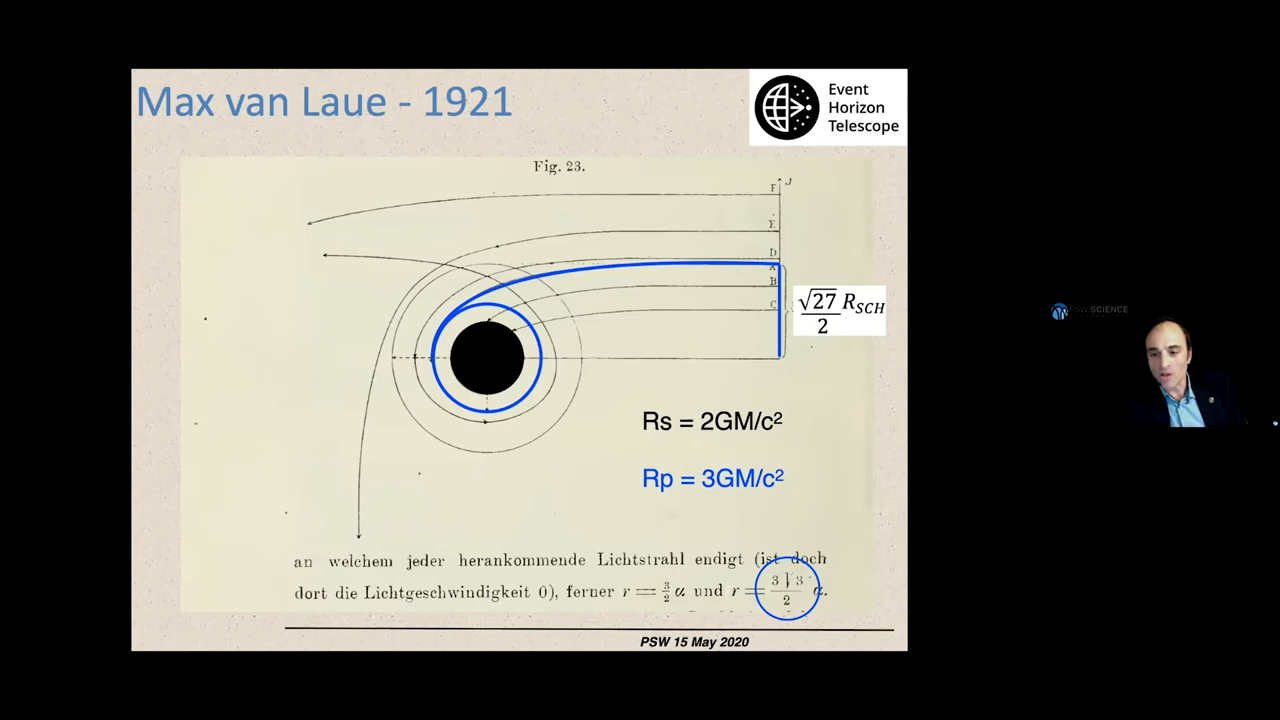 Max van Laue - 1921
Event
Horizon
Telescope
Fig. 23.
J
F
E
D
A
B
C
√27/2 R_SCH
Rs = 2GM/c²
Rp = 3GM/c²
an welchem jeder herankommende Lichtstrahl endigt (ist doch
dort die Lichtgeschwindigkeit 0), ferner r = 3/2 α und r = 3√3/2 α.
PSW 15 May 2020
PSW SCIENCE